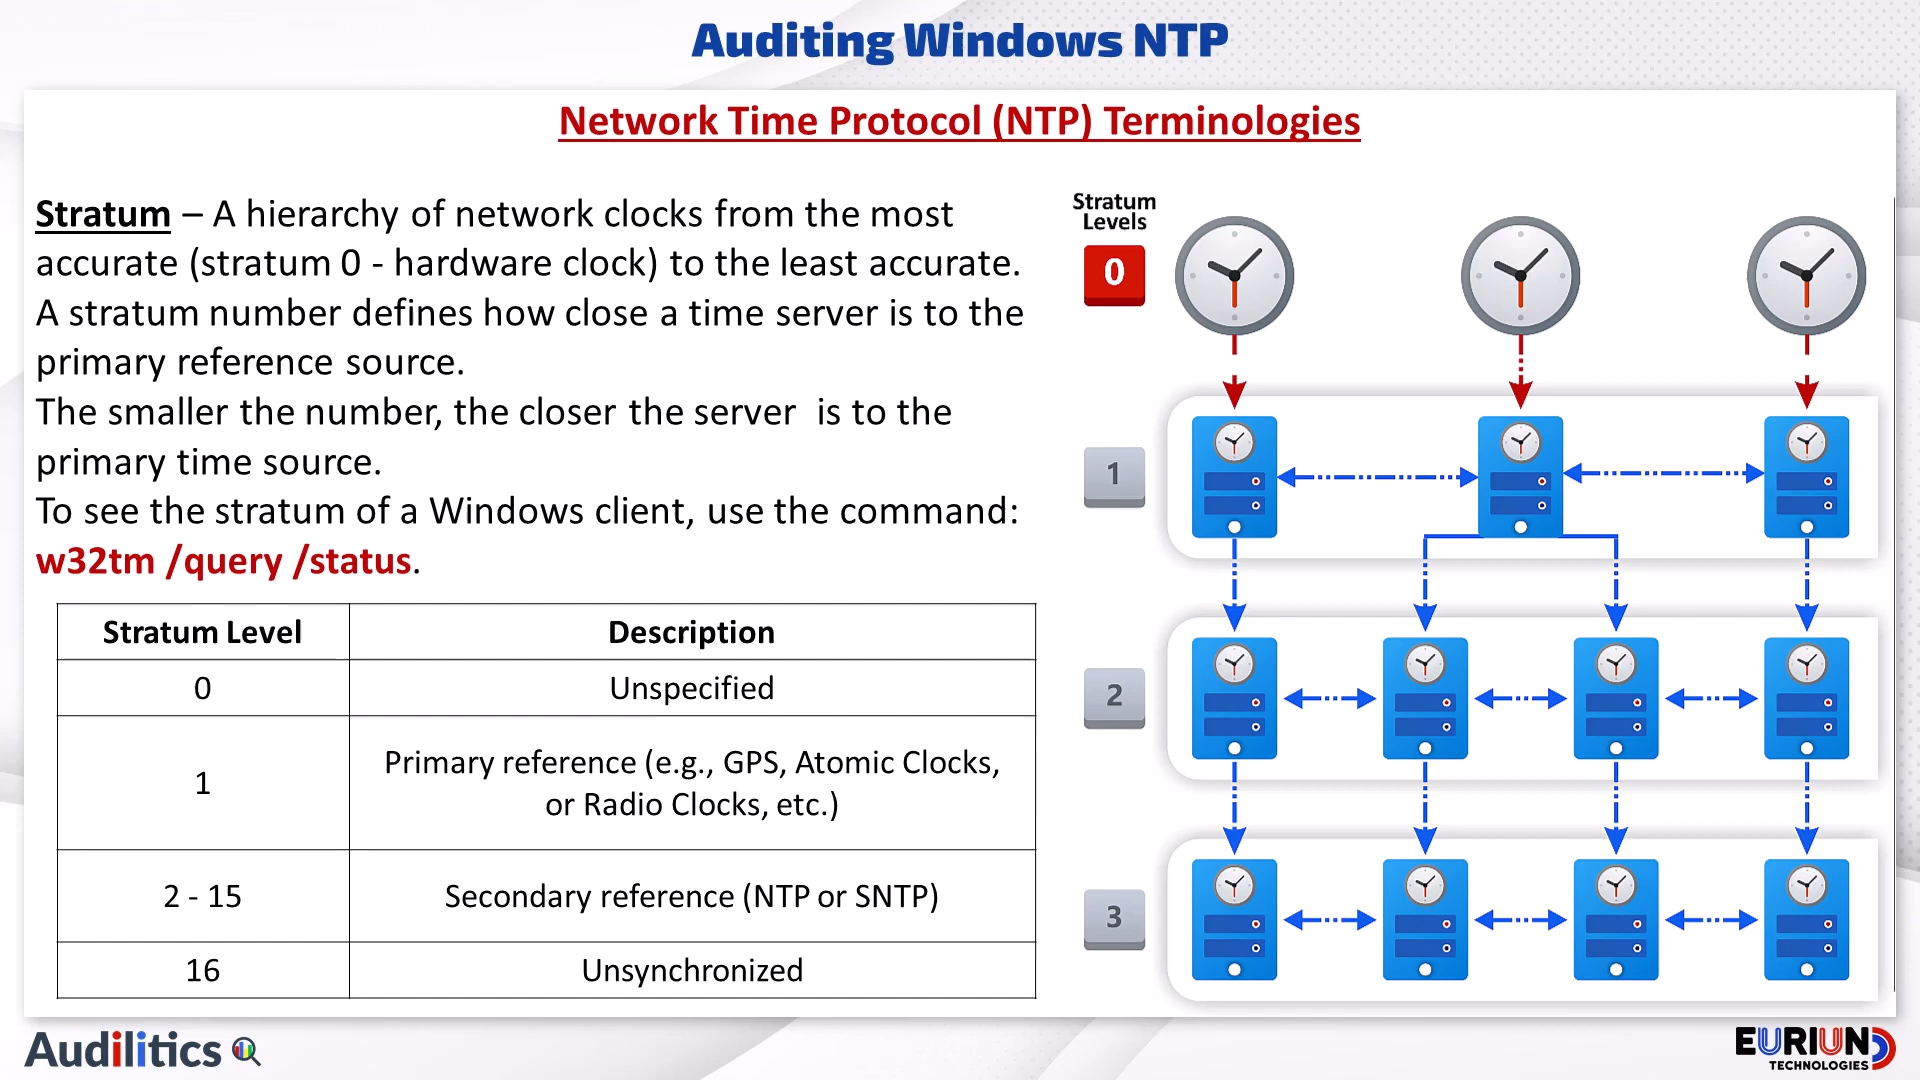 Auditing Windows NTP
Network Time Protocol (NTP) Terminologies
Stratum – A hierarchy of network clocks from the most
accurate (stratum 0 - hardware clock) to the least accurate.
A stratum number defines how close a time server is to the
primary reference source.
The smaller the number, the closer the server  is to the
primary time source.
To see the stratum of a Windows client, use the command:
w32tm /query /status.
Stratum Level Description
0 Unspecified
1 Primary reference (e.g., GPS, Atomic Clocks,
or Radio Clocks, etc.)
2 - 15 Secondary reference (NTP or SNTP)
16 Unsynchronized
Stratum
Levels
0
1
2
3
Audilitics
EURIUN
TECHNOLOGIES